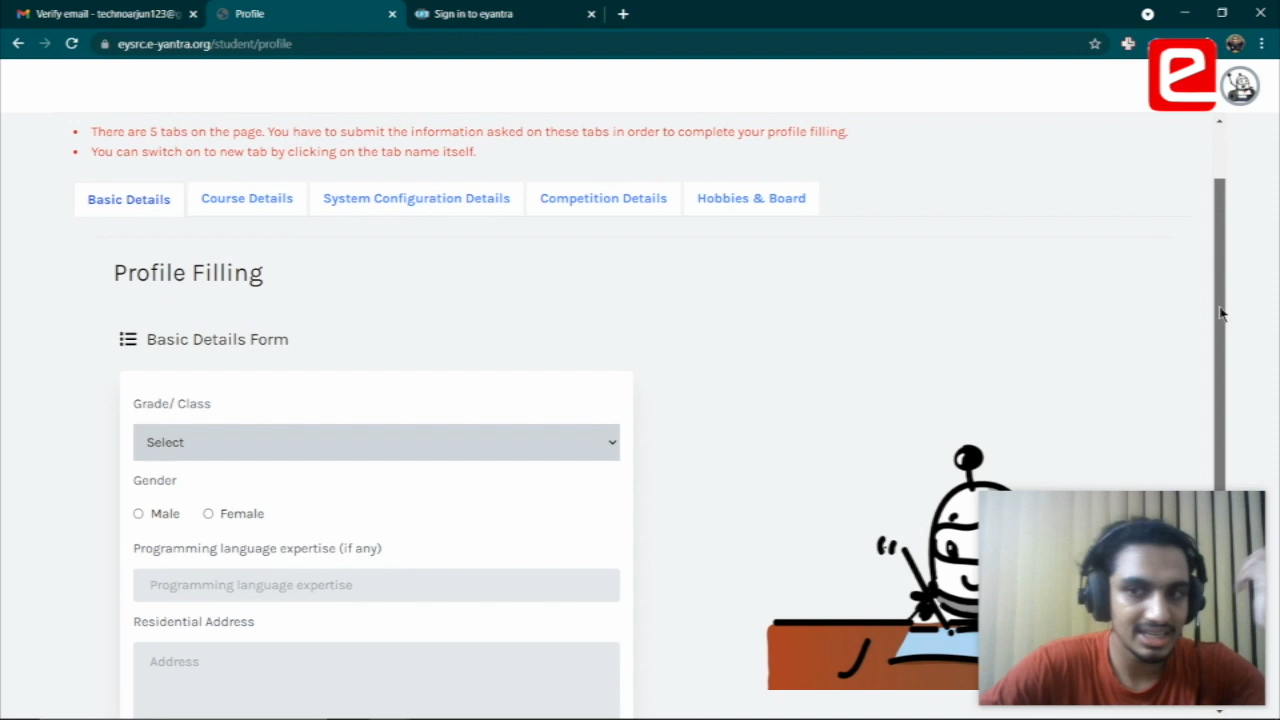 Verify email - technoarjun123@g
Profile
Sign in to eyantra
eysrc.e-yantra.org/student/profile
e
There are 5 tabs on the page. You have to submit the information asked on these tabs in order to complete your profile filling.
You can switch on to new tab by clicking on the tab name itself.
Basic Details
Course Details
System Configuration Details
Competition Details
Hobbies & Board
Profile Filling
Basic Details Form
Grade/ Class
Select
Gender
Male
Female
Programming language expertise (if any)
Programming language expertise
Residential Address
Address